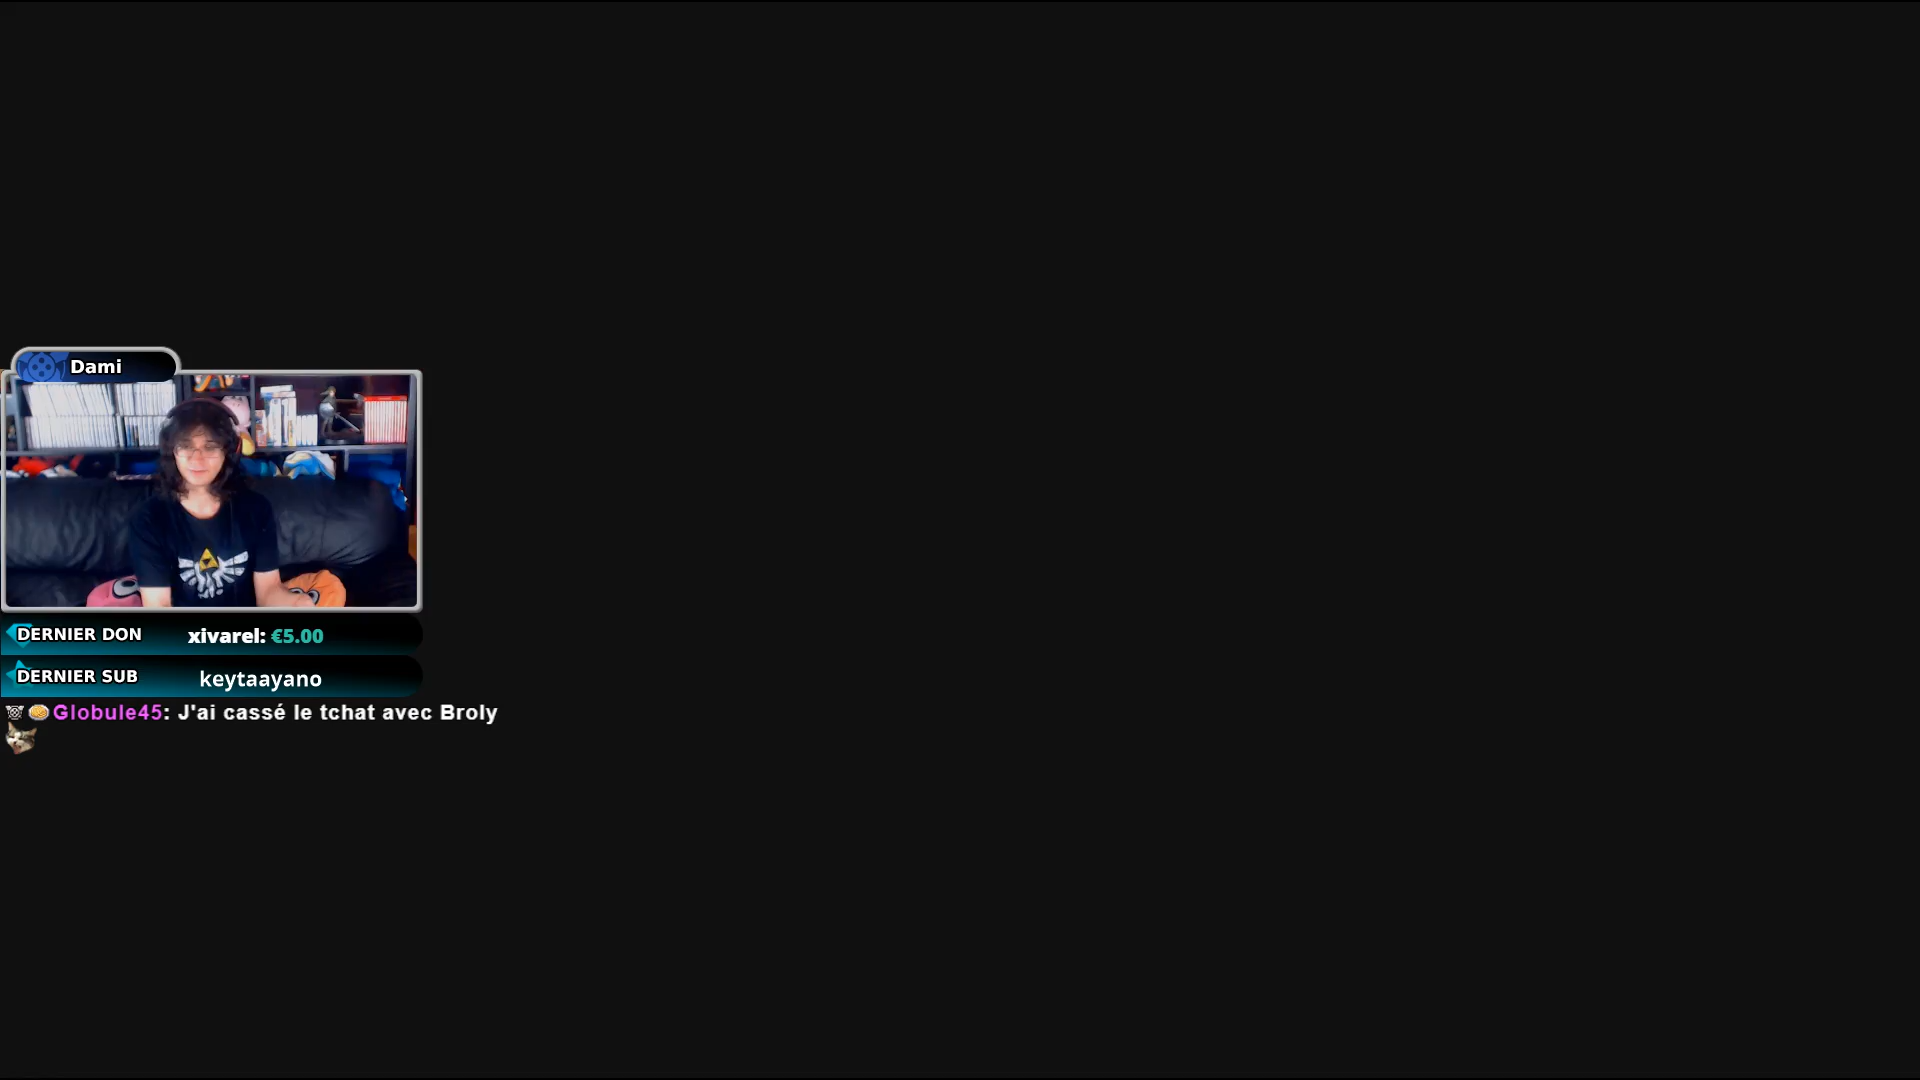 Dami
DERNIER DON xivarel: €5.00
DERNIER SUB keytaayano
Globule45: J'ai cassé le tchat avec Broly